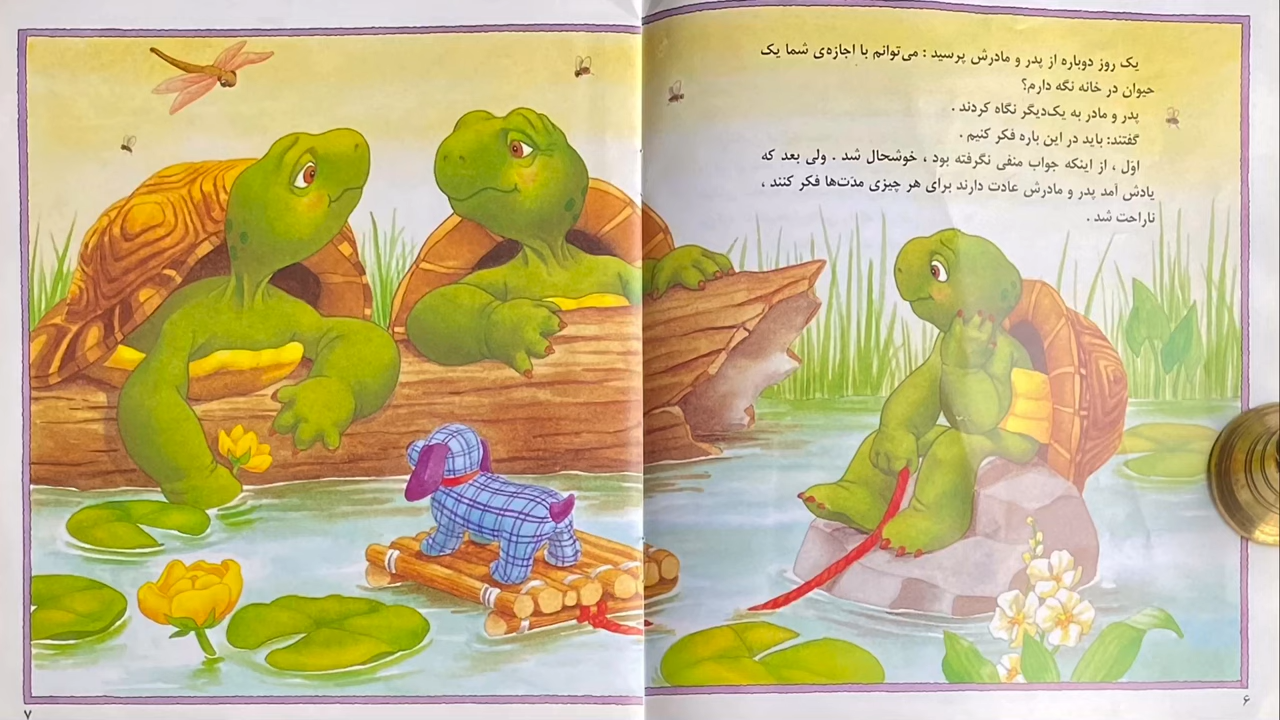 یک روز دوباره از پدر و مادرش پرسید : می‌توانم با اجازه‌ی شما یک
حیوان در خانه نگه دارم؟
پدر و مادر به یک‌دیگر نگاه کردند .
گفتند: باید در این باره فکر کنیم .
اوّل ، از اینکه جواب منفی نگرفته بود ، خوشحال شد . ولی بعد که
یادش آمد پدر و مادرش عادت دارند برای هر چیزی مدّت‌ها فکر کنند ،
ناراحت شد .
۶
۷